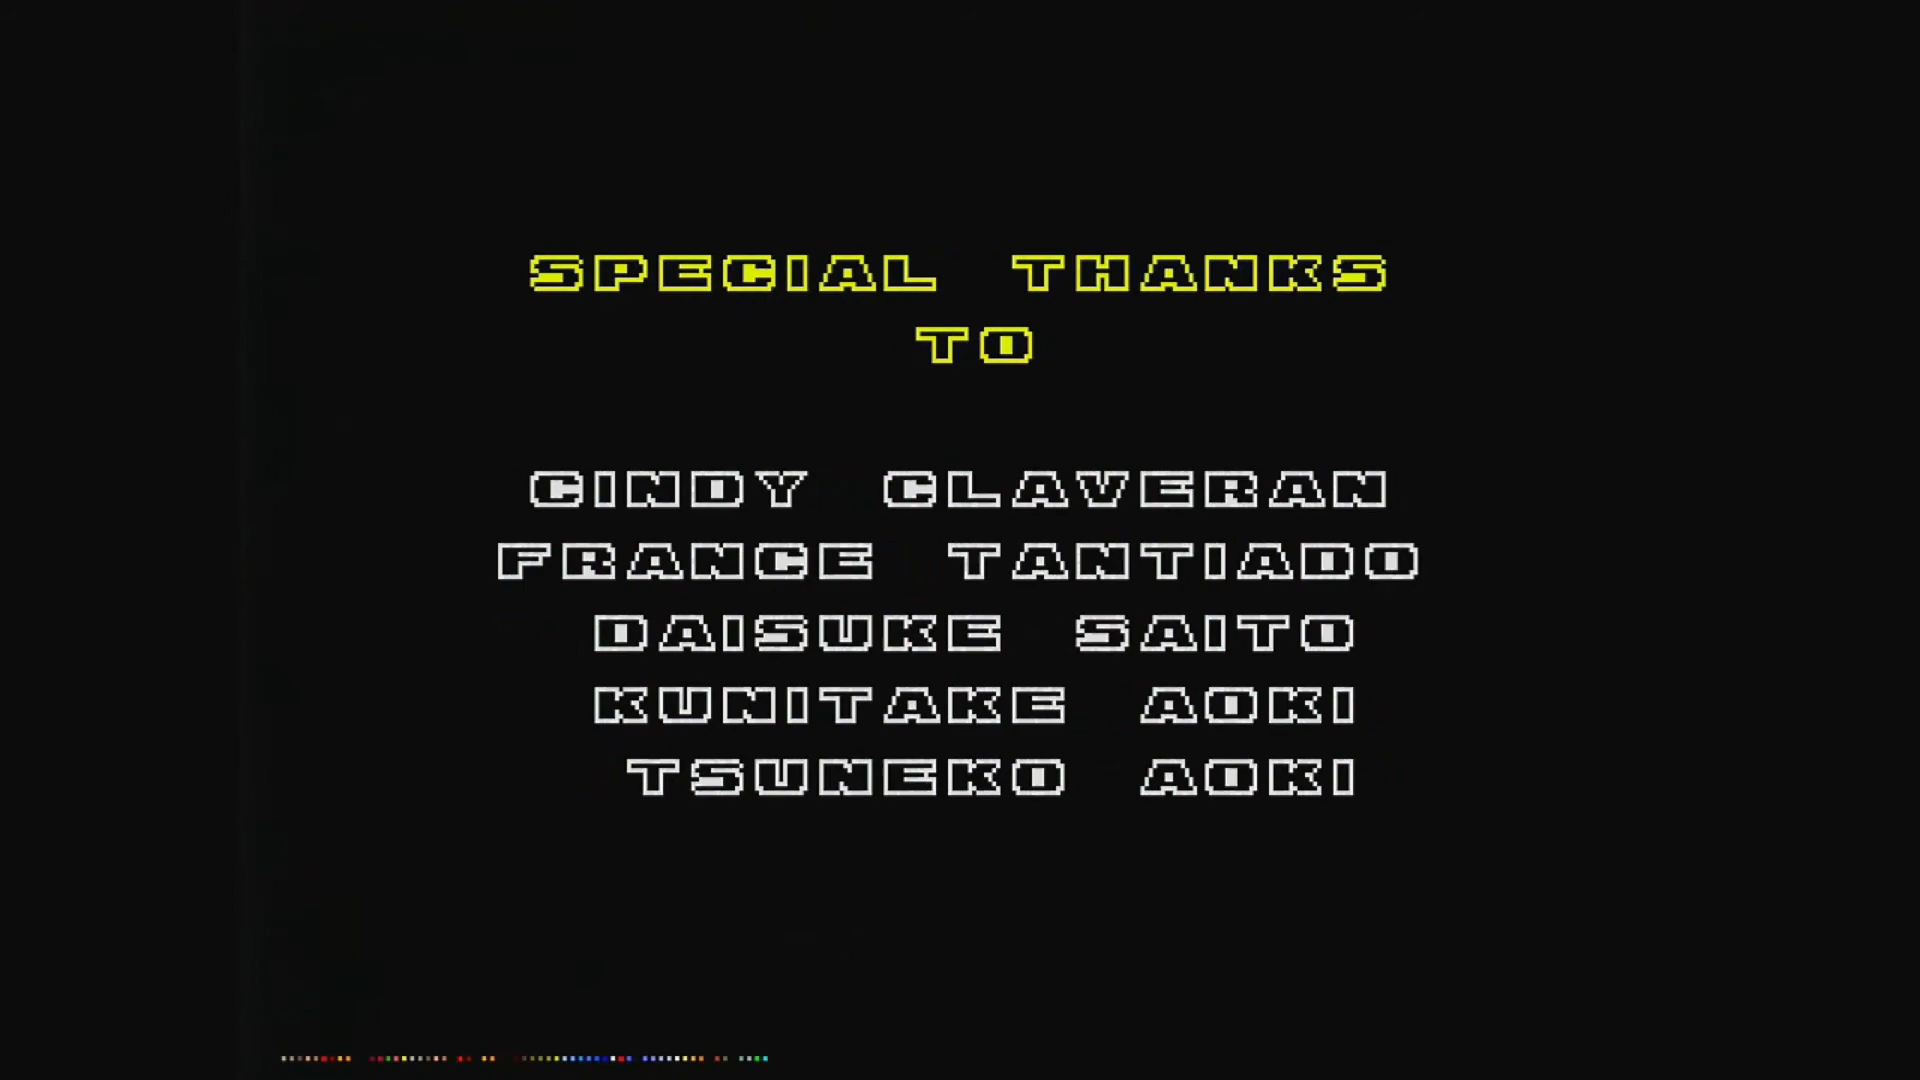 SPECIAL THANKS
TO
CINDY CLAVERAN
FRANCE TANTIADO
DAISUKE SAITO
KUNITAKE AOKI
TSUNEKO AOKI